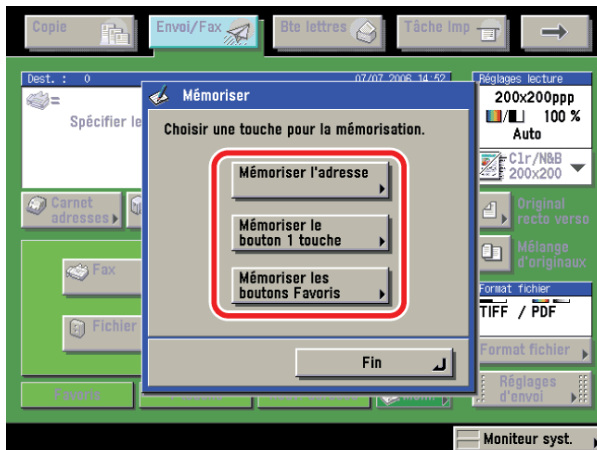 Copie
Envoi/Fax
Bte lettres
Tâche Imp
Dest. : 0
07/07 2006 14:52
Réglages lecture
Spécifier le
200x200ppp
/ 100 %
Auto
Clr/N&B
200x200
Carnet
adresses
Original
recto verso
Mélange
d'originaux
Fax
Fichier
Format fichier
TIFF / PDF
Format fichier
Réglages
d'envoi
Favoris
Mémoriser
Choisir une touche pour la mémorisation.
Mémoriser l'adresse
Mémoriser le
bouton 1 touche
Mémoriser les
boutons Favoris
Fin
Moniteur syst.